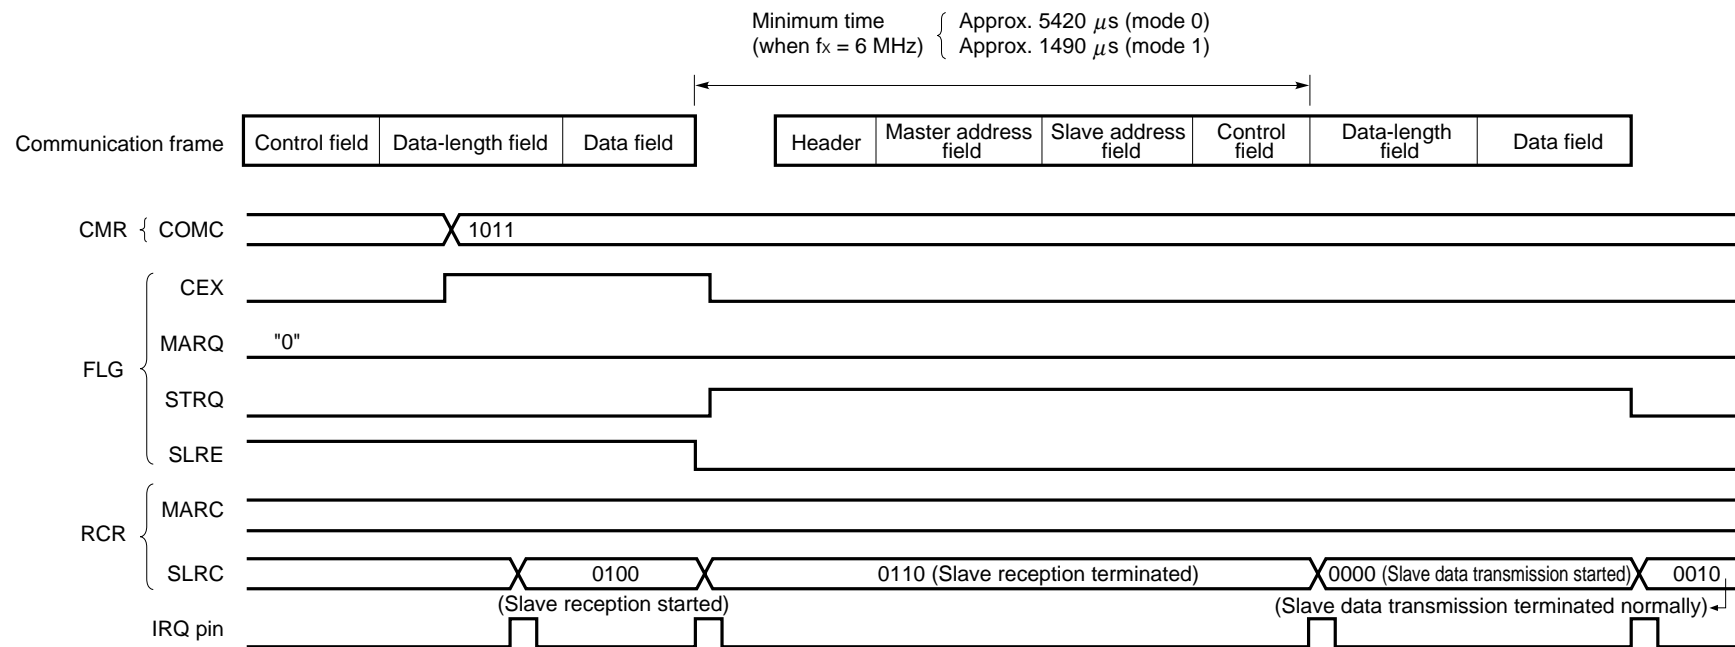 Minimum time
(when fX = 6 MHz)
Approx. 5420 μs (mode 0)
Approx. 1490 μs (mode 1)
Communication frame
Control field
Data-length field
Data field
Header
Master address
field
Slave address
field
Control
field
Data-length
field
Data field
CMR { COMC
1011
FLG
CEX
MARQ
"0"
STRQ
SLRE
RCR
MARC
SLRC
0100
0110 (Slave reception terminated)
0000 (Slave data transmission started)
0010
(Slave reception started)
(Slave data transmission terminated normally)
IRQ pin